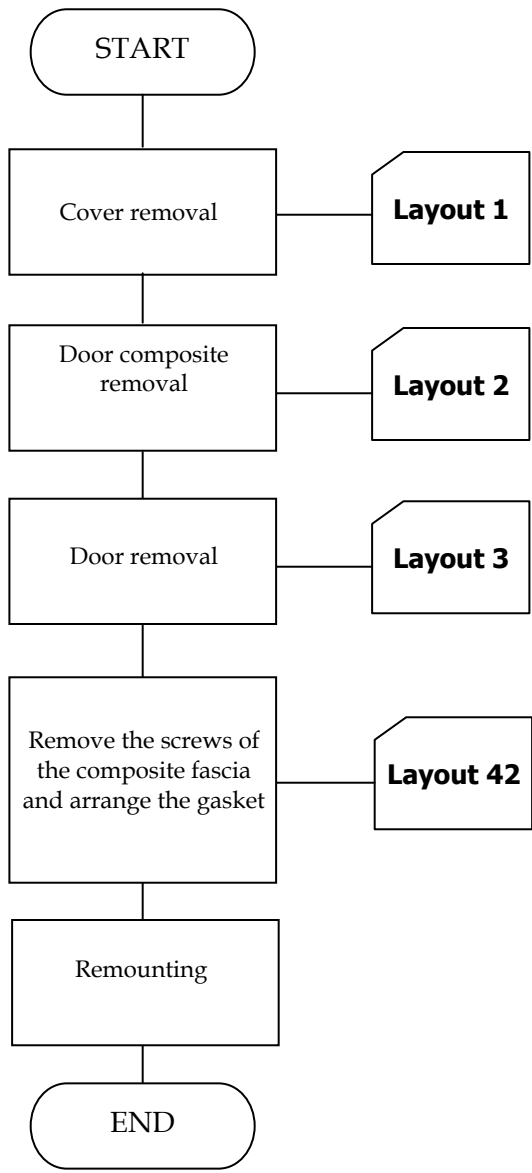 START
Cover removal
Layout 1
Door composite
removal
Layout 2
Door removal
Layout 3
Remove the screws of
the composite fascia
and arrange the gasket
Layout 42
Remounting
END